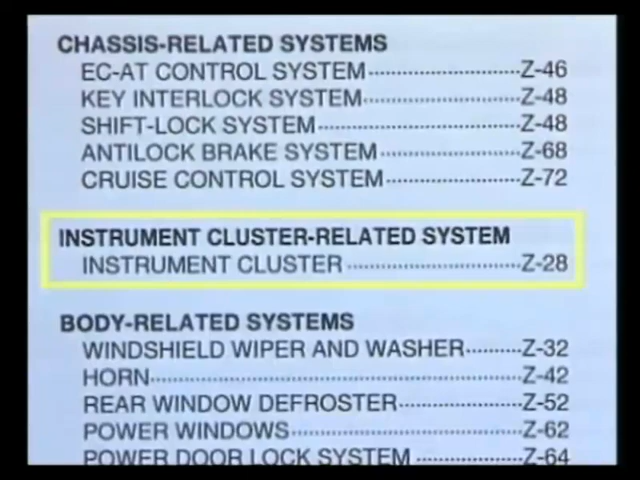 CHASSIS-RELATED SYSTEMS
EC-AT CONTROL SYSTEM Z-46
KEY INTERLOCK SYSTEM Z-48
SHIFT-LOCK SYSTEM Z-48
ANTILOCK BRAKE SYSTEM Z-68
CRUISE CONTROL SYSTEM Z-72
INSTRUMENT CLUSTER-RELATED SYSTEM
INSTRUMENT CLUSTER Z-28
BODY-RELATED SYSTEMS
WINDSHIELD WIPER AND WASHER Z-32
HORN Z-42
REAR WINDOW DEFROSTER Z-52
POWER WINDOWS Z-62
POWER DOOR LOCK SYSTEM Z-64